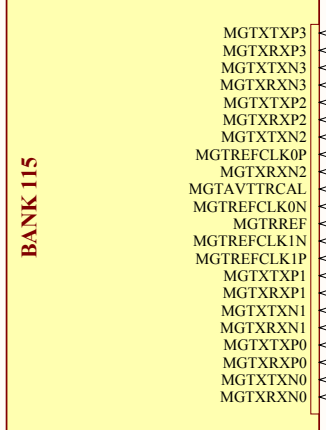 BANK 115
MGTXTXP3
MGTXRXP3
MGTXTXN3
MGTXRXN3
MGTXTXP2
MGTXRXP2
MGTXTXN2
MGTREFCLK0P
MGTXRXN2
MGTAVTTRCAL
MGTREFCLK0N
MGTRREF
MGTREFCLK1N
MGTREFCLK1P
MGTXTXP1
MGTXRXP1
MGTXTXN1
MGTXRXN1
MGTXTXP0
MGTXRXP0
MGTXTXN0
MGTXRXN0